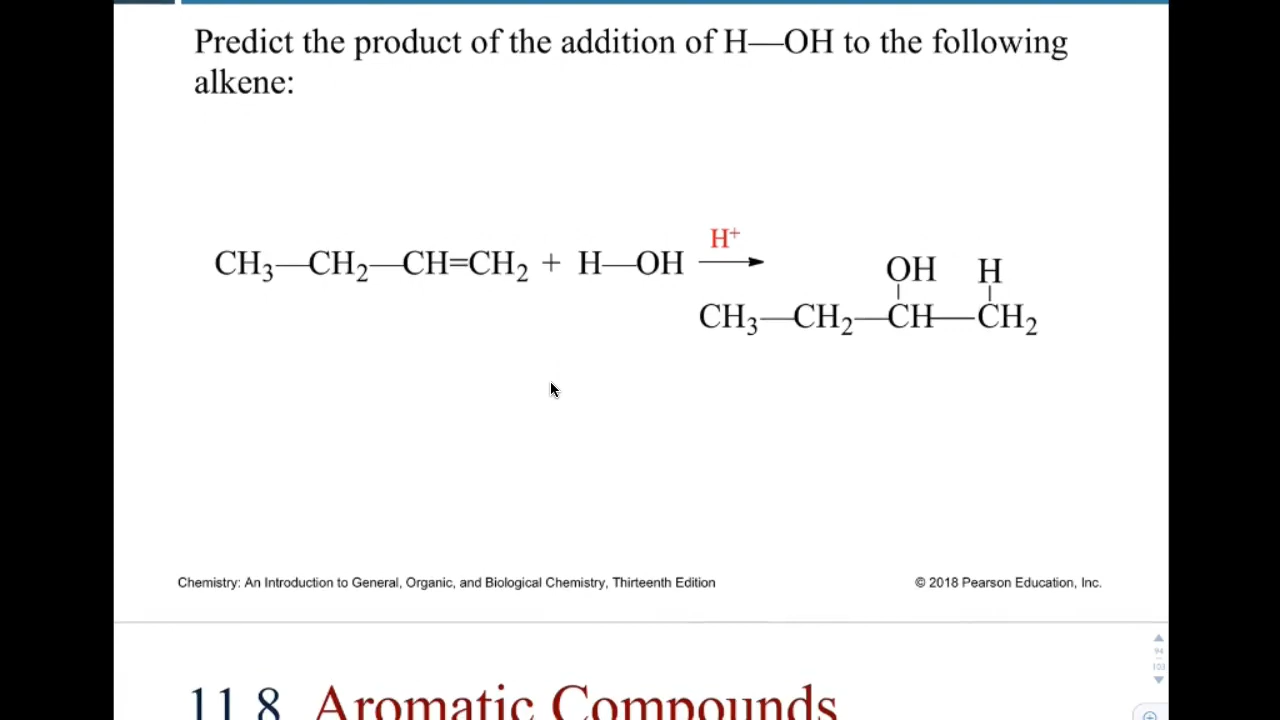 Predict the product of the addition of H—OH to the following
alkene:
H⁺
CH₃—CH₂—CH=CH₂ + H—OH
OH H
CH₃—CH₂—CH—CH₂
Chemistry: An Introduction to General, Organic, and Biological Chemistry, Thirteenth Edition
© 2018 Pearson Education, Inc.
94
103
11.8 Aromatic Compounds